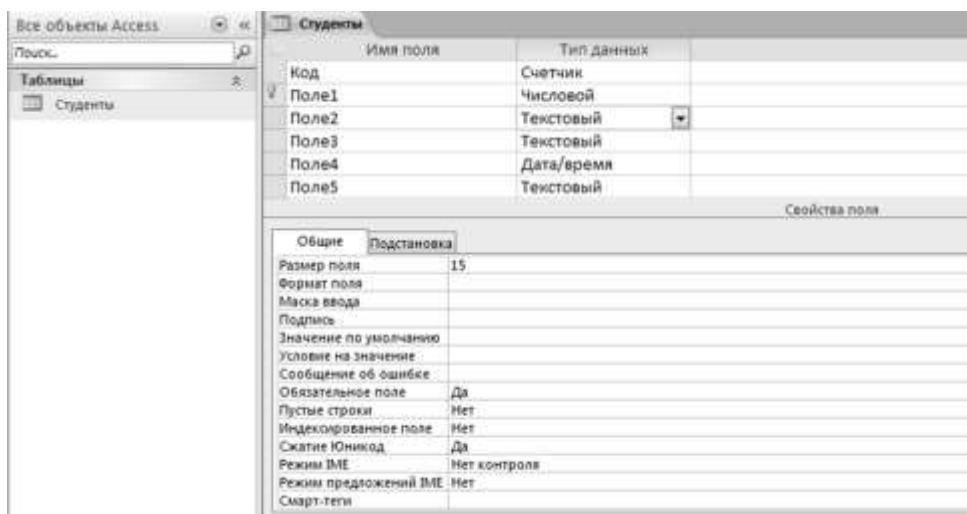 Все объекты Access
Поиск...
Таблицы
Студенты
Студенты
Имя поля Тип данных
Код Счетчик
Поле1 Числовой
Поле2 Текстовый
Поле3 Текстовый
Поле4 Дата/время
Поле5 Текстовый
Свойства поля
Общие Подстановка
Размер поля 15
Формат поля
Маска ввода
Подпись
Значение по умолчанию
Условие на значение
Сообщение об ошибке
Обязательное поле Да
Пустые строки Нет
Индексированное поле Нет
Сжатие Юникод Да
Режим IME Нет контроля
Режим предложений IME Нет
Смарт-теги